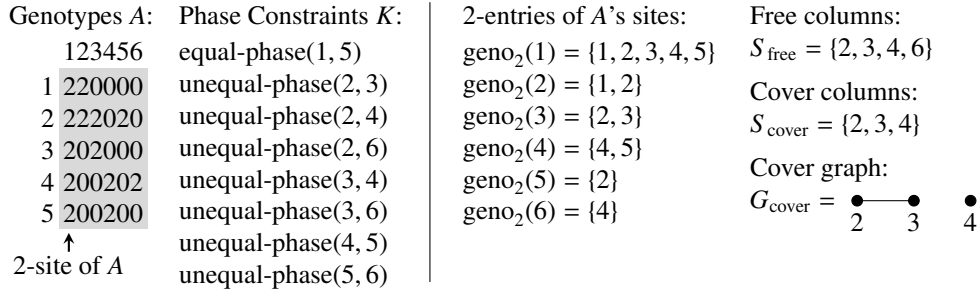 Genotypes A:
123456
1 220000
2 222020
3 202000
4 200202
5 200200
2-site of A
Phase Constraints K:
equal-phase(1, 5)
unequal-phase(2, 3)
unequal-phase(2, 4)
unequal-phase(2, 6)
unequal-phase(3, 4)
unequal-phase(3, 6)
unequal-phase(4, 5)
unequal-phase(5, 6)
2-entries of A’s sites:
geno₂(1) = {1, 2, 3, 4, 5}
geno₂(2) = {1, 2}
geno₂(3) = {2, 3}
geno₂(4) = {4, 5}
geno₂(5) = {2}
geno₂(6) = {4}
Free columns:
S free = {2, 3, 4, 6}
Cover columns:
S cover = {2, 3, 4}
Cover graph:
G cover =
2 3 4